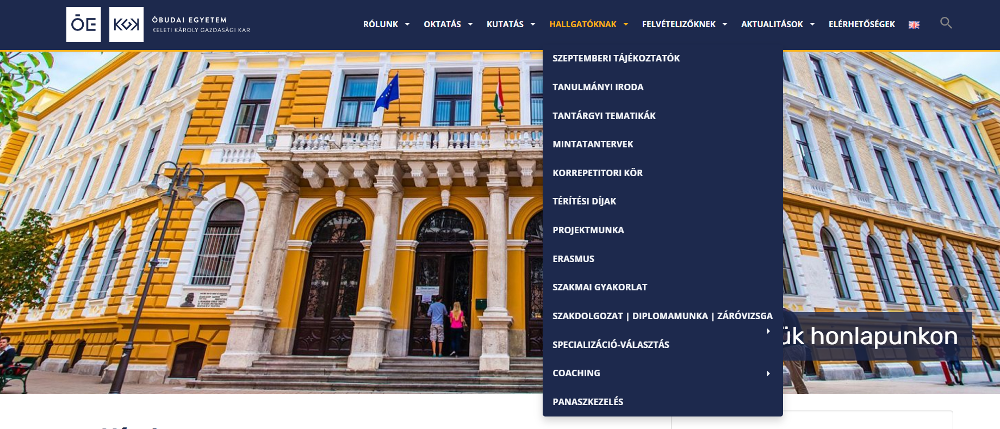 ÓE
KGK
ÓBUDAI EGYETEM
KELETI KÁROLY GAZDASÁGI KAR
RÓLUNK
OKTATÁS
KUTATÁS
HALLGATÓKNAK
FELVÉTELIZŐKNEK
AKTUALITÁSOK
ELÉRHETŐSÉGEK
SZEPTEMBERI TÁJÉKOZTATÓK
TANULMÁNYI IRODA
TANTÁRGYI TEMATIKÁK
MINTATANTERVEK
KORREPETITORI KÖR
TÉRÍTÉSI DÍJAK
PROJEKTMUNKA
ERASMUS
SZAKMAI GYAKORLAT
SZAKDOLGOZAT | DIPLOMAMUNKA | ZÁRÓVIZSGA
SPECIALIZÁCIÓ-VÁLASZTÁS
COACHING
PANASZKEZELÉS
ük honlapunkon